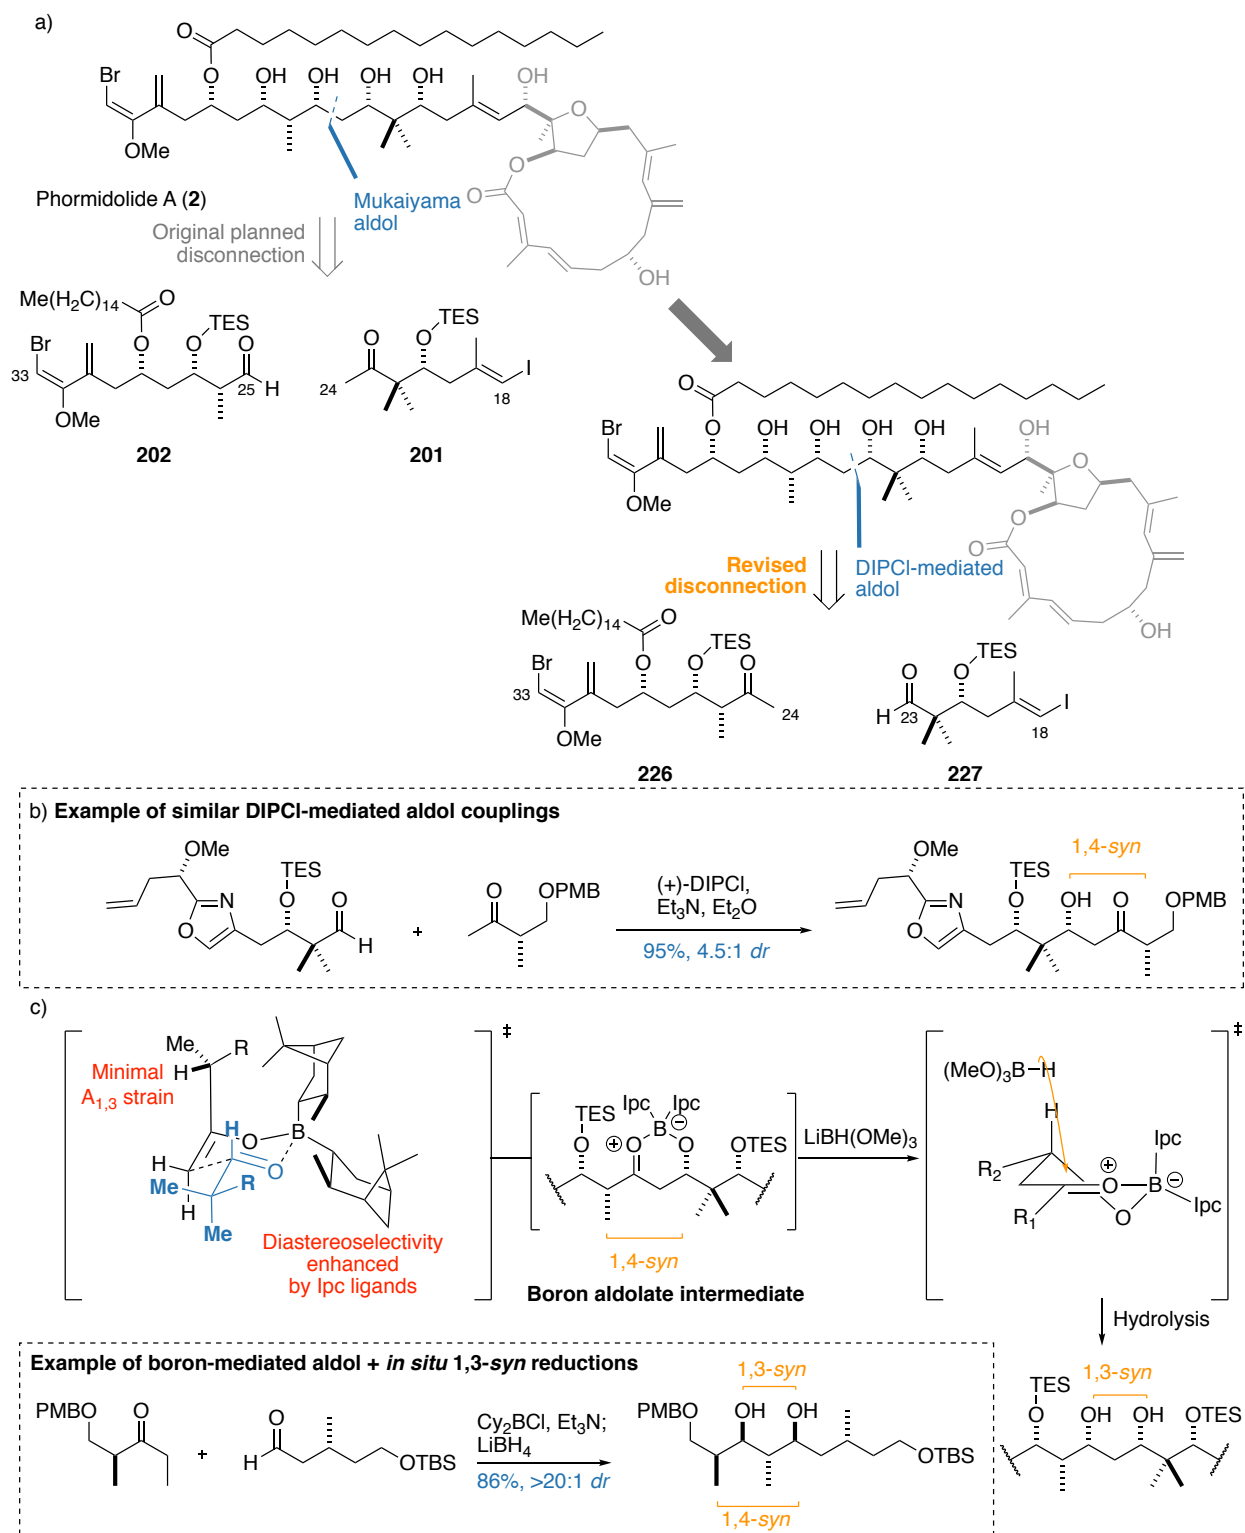 a)
O
O OH OH OH OH OH
Br
O
OMe
O
O
OH
Phormidolide A (2)
Mukaiyama
aldol
Original planned
disconnection
Me(H2C)14 O
O O
TES
Br
O
H
33
25
OMe
202
TES
O O
I
24
18
201
O
O OH OH OH OH OH
Br
O
OMe
O
O
OH
Revised
disconnection
DIPCl-mediated
aldol
Me(H2C)14 O
O O
TES
Br
O
33
24
OMe
226
TES
O O
H 23
I
18
227
b) Example of similar DIPCl-mediated aldol couplings
OMe
TES
O O
N
O
H
+
O OPMB
(+)-DIPCl,
Et3N, Et2O
95%, 4.5:1 dr
1,4-syn
OMe
TES
O OH O
OPMB
N
O
c)
‡
Me R
H
Minimal
A1,3 strain
H O B
H O
Me R
H
Me
Diastereoselectivity
enhanced
by Ipc ligands
TES Ipc Ipc
B ⊖
O ⊕ O O OTES
1,4-syn
Boron aldolate intermediate
LiBH(OMe)3
‡
(MeO)3B–H
H
Ipc
R2
⊕
O B ⊖
R1 O Ipc
Hydrolysis
Example of boron-mediated aldol + in situ 1,3-syn reductions
PMBO O
+
O
H OTBS
Cy2BCl, Et3N;
LiBH4
86%, >20:1 dr
1,3-syn
PMBO OH OH
OTBS
1,4-syn
1,3-syn
TES
O OH OH OTES